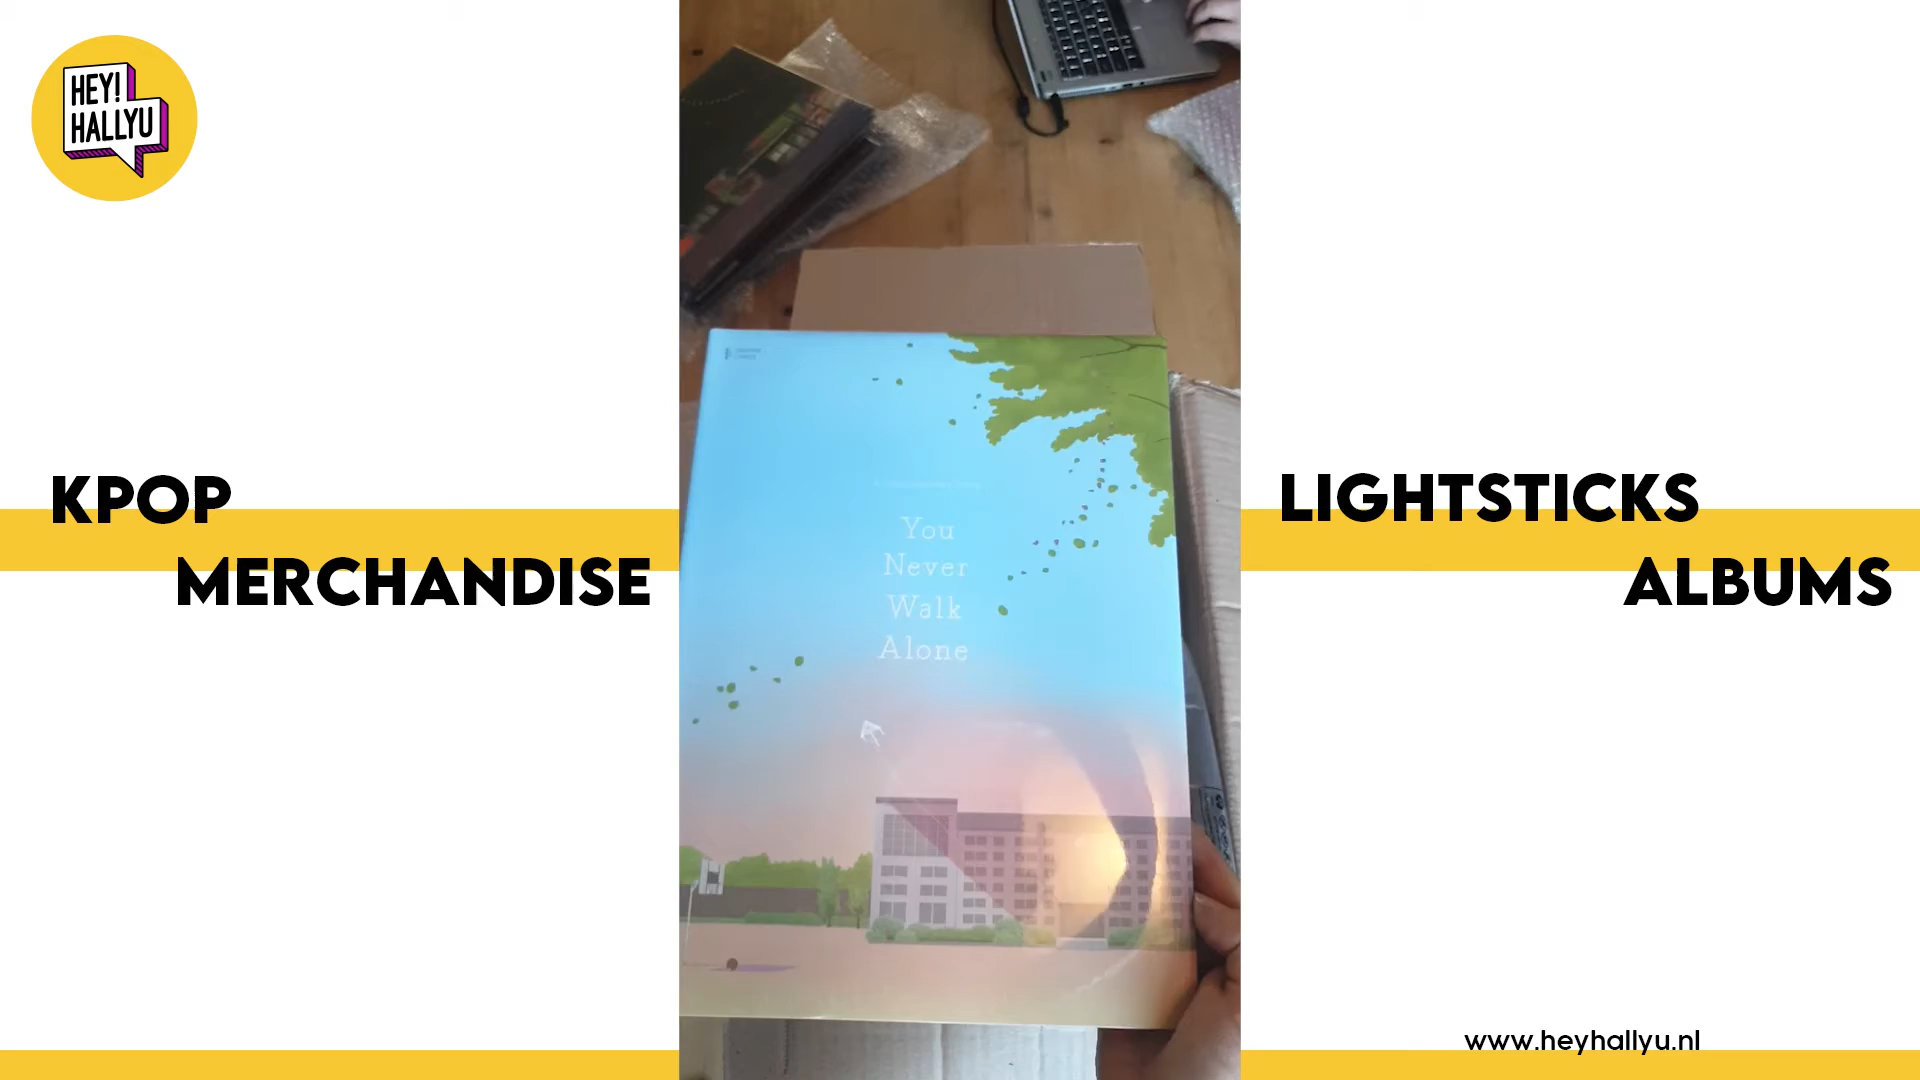 HEY!
HALLYU
KPOP
MERCHANDISE
You
Never
Walk
Alone
LIGHTSTICKS
ALBUMS
www.heyhallyu.nl